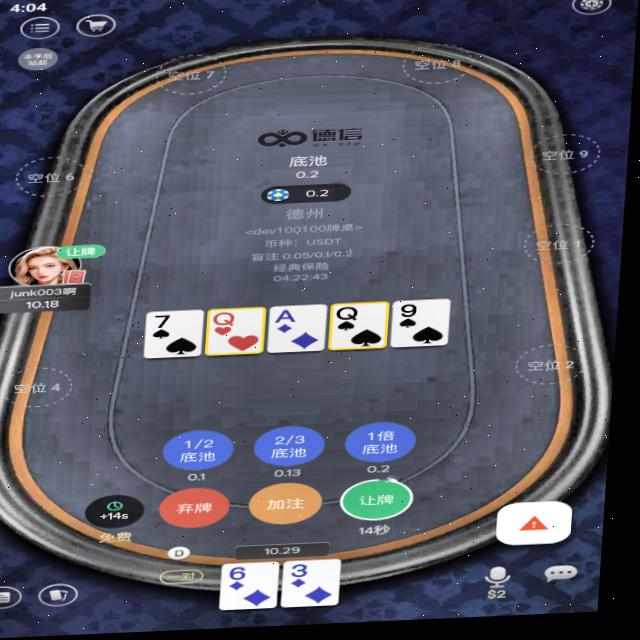 4:04
空位 7
空位 8
德信
DE XIN
底池
0.2
0.2
空位 6
空位 9
德州
<dev100100牌桌>
币种：USDT
盲注 0.05/0.1/0.2
经典保险
04:22:43
空位 1
让牌
junk003啊
10.18
7
Q
A
Q
9
空位 4
空位 2
1/2
底池
2/3
底池
1倍
底池
0.1
0.13
0.2
+14s
免费
弃牌
加注
让牌
14秒
D
一对
10.29
6
3
$2